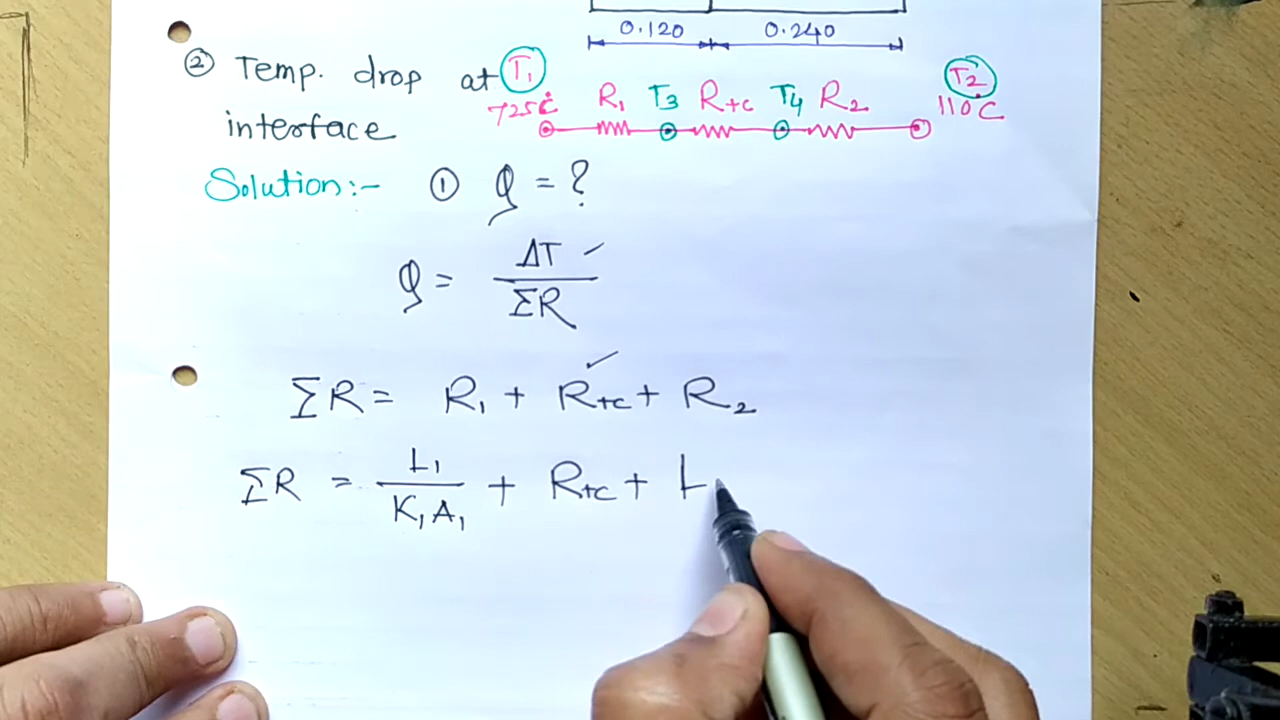 0.120 0.240
② Temp. drop at interface
T1 T2
725°C R1 T3 Rtc T4 R2 110°C
Solution:- ① Q = ?
Q = ΔT / ΣR
ΣR = R1 + Rtc + R2
ΣR = L1 / K1A1 + Rtc + L